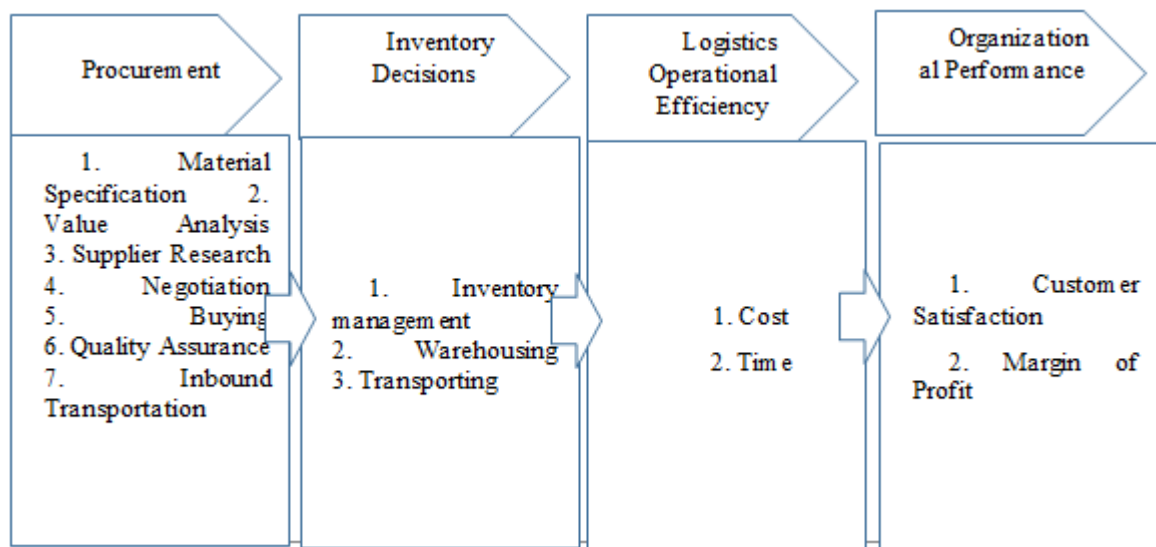 Procurement
1. Material
Specification 2.
Value Analysis
3. Supplier Research
4. Negotiation
5. Buying
6. Quality Assurance
7. Inbound
Transportation
Inventory
Decisions
1. Inventory
management
2. Warehousing
3. Transporting
Logistics
Operational
Efficiency
1. Cost
2. Time
Organization
al Performance
1. Customer
Satisfaction
2. Margin of
Profit